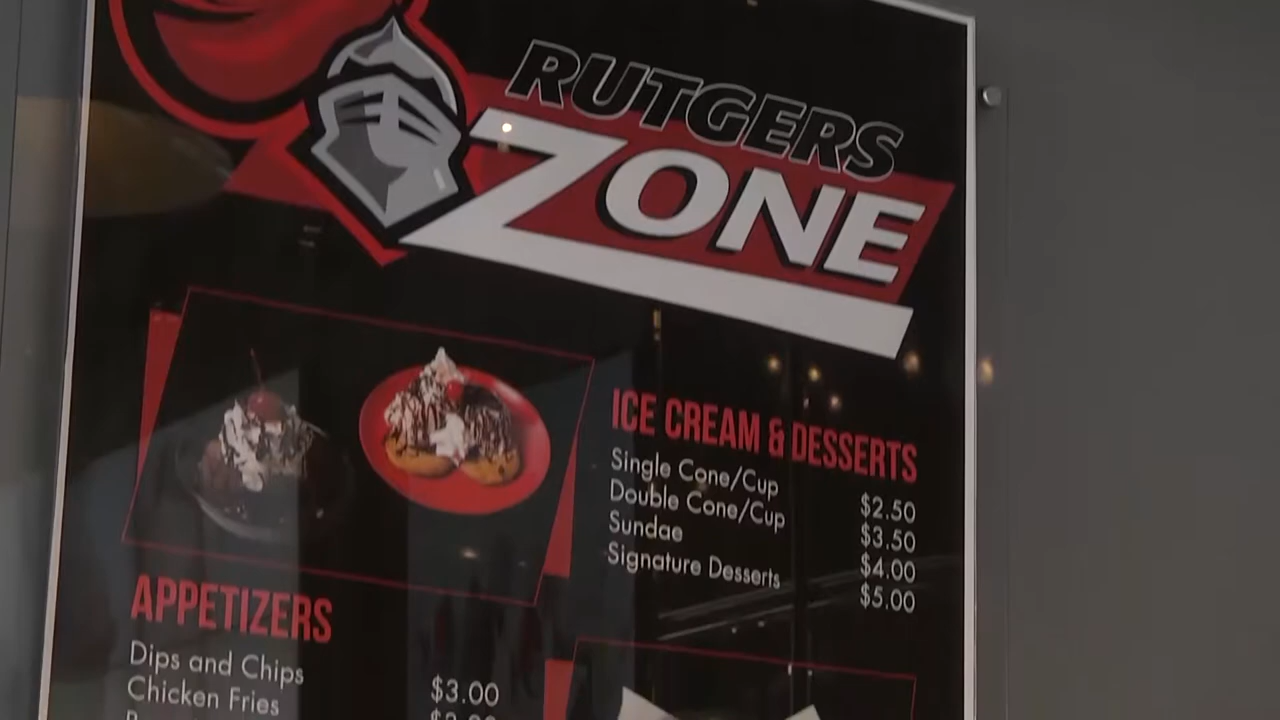 RUTGERS
ZONE
ICE CREAM & DESSERTS
Single Cone/Cup $2.50
Double Cone/Cup $3.50
Sundae $4.00
Signature Desserts $5.00
APPETIZERS
Dips and Chips $3.00
Chicken Fries